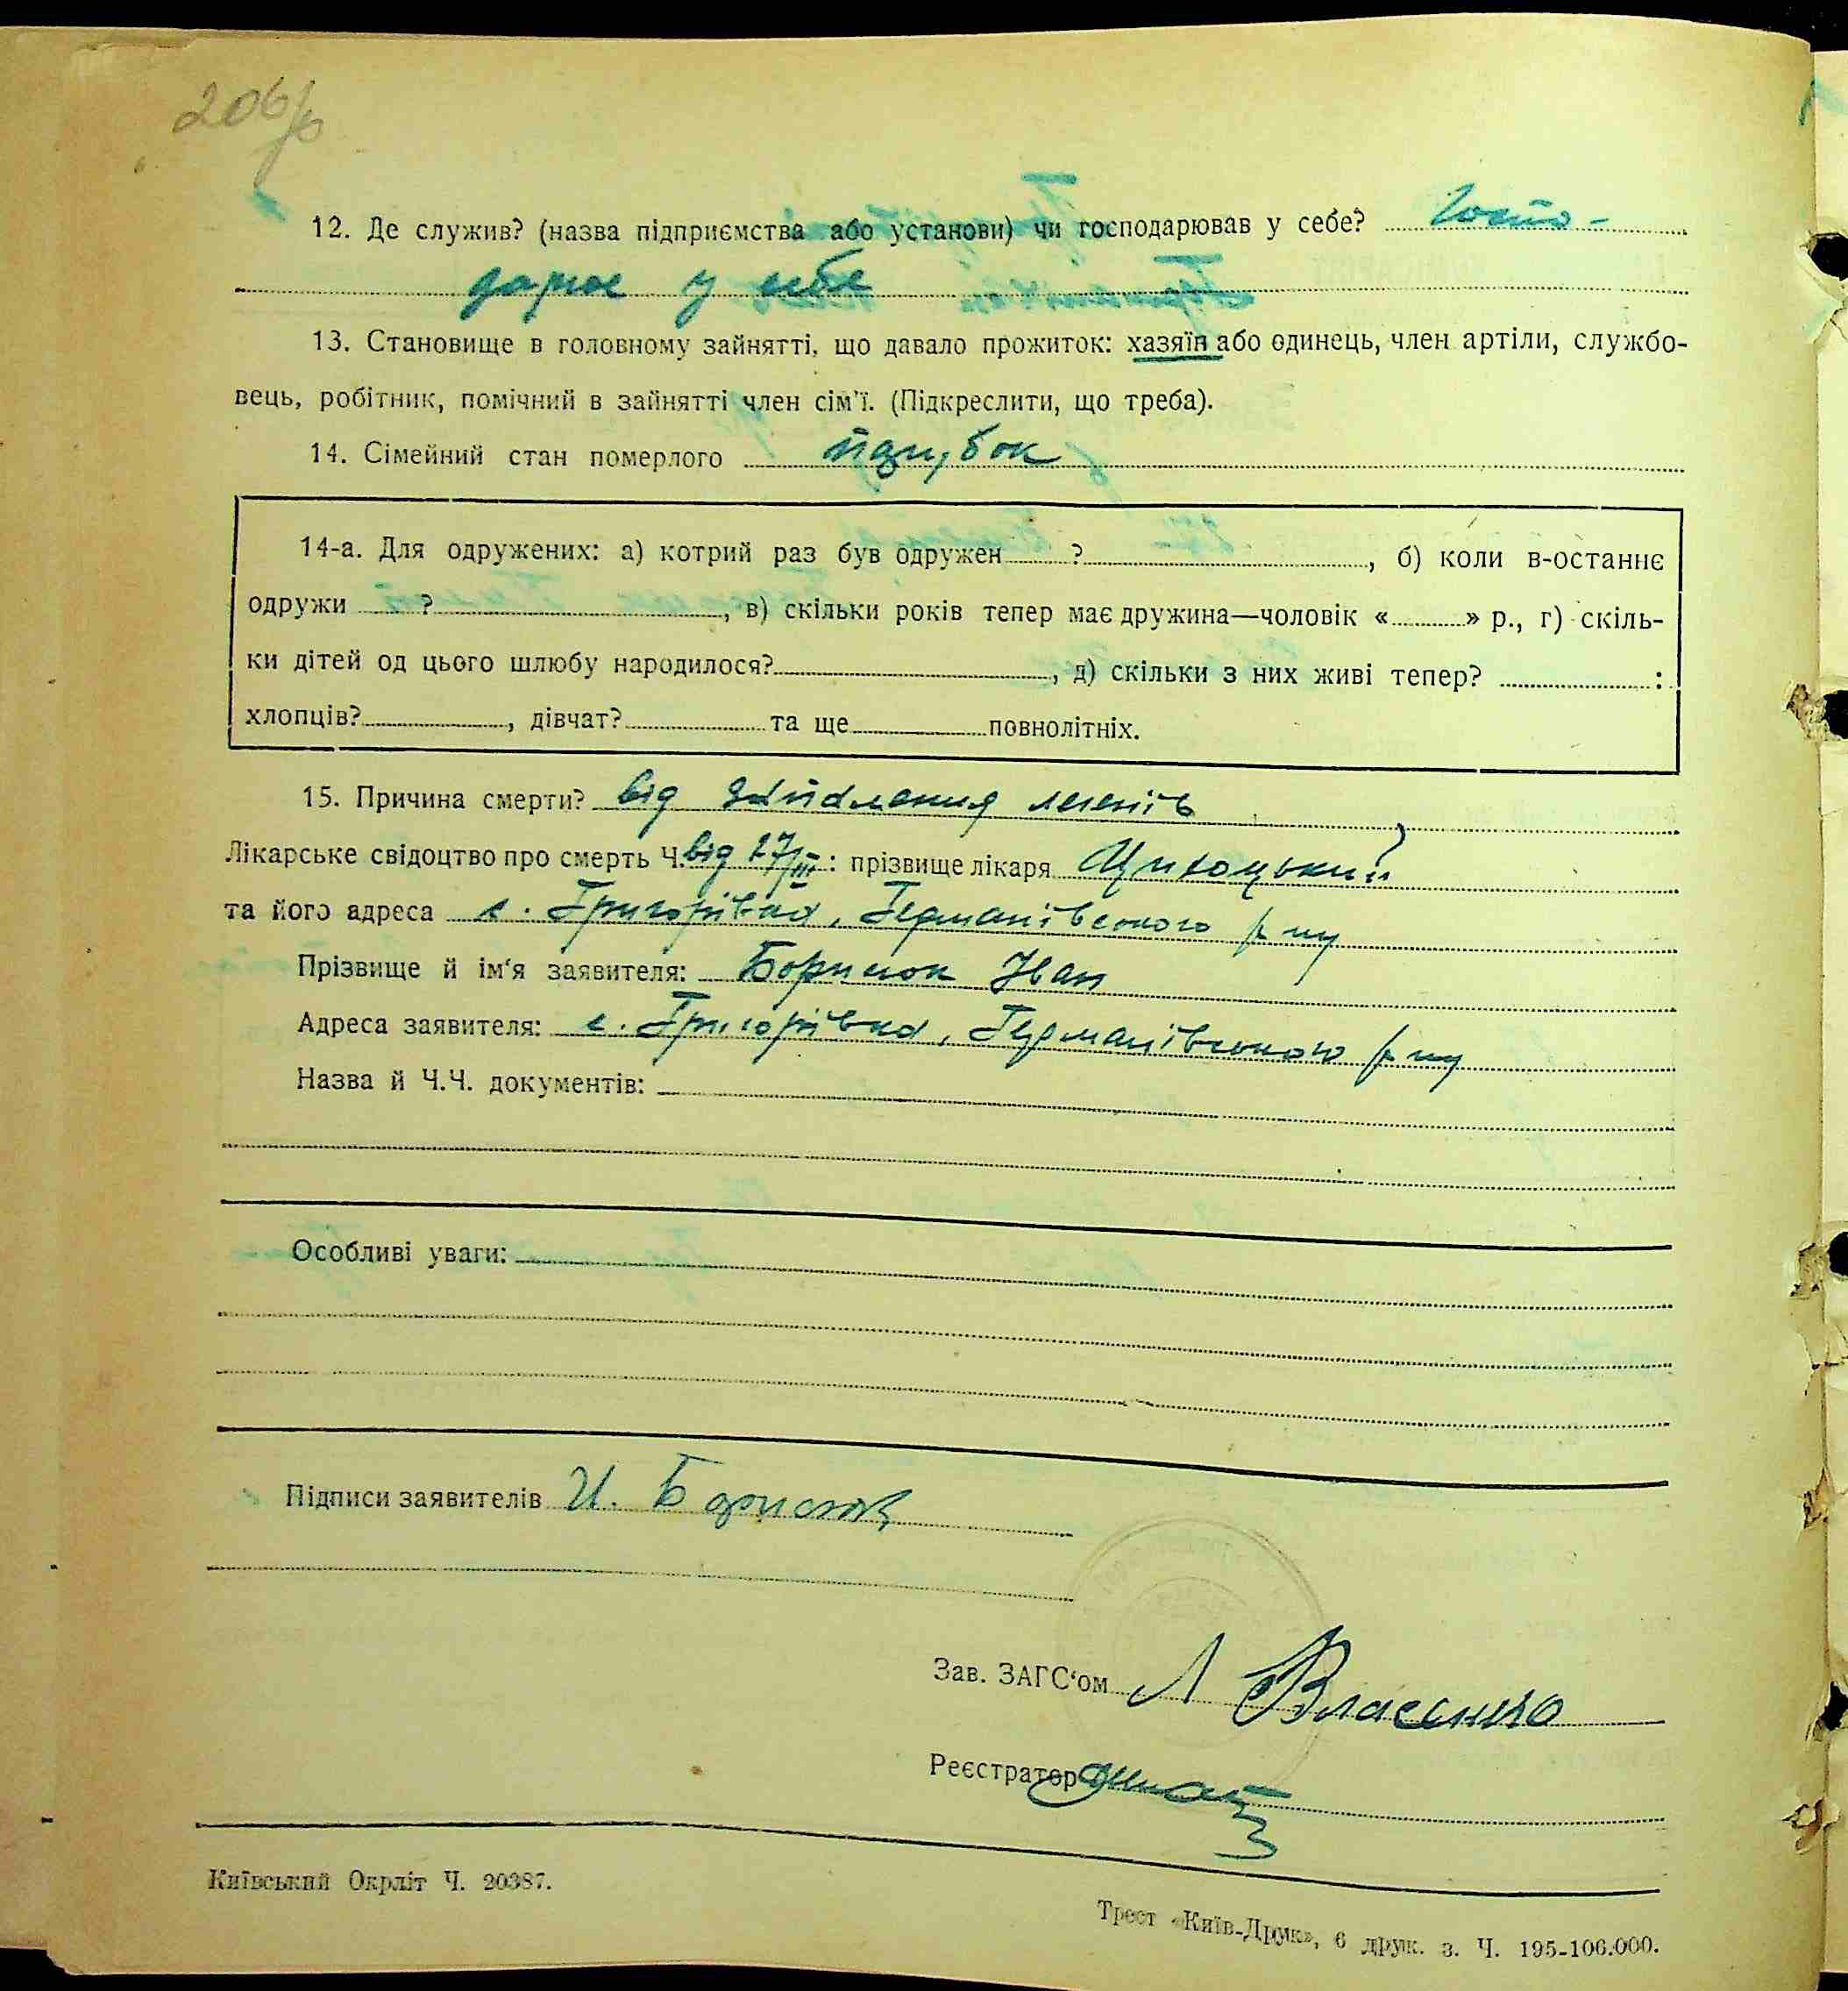 206/б
12. Де служив? (назва підприємства або установи) чи господарював у себе? Госпо-
дарює у себе
13. Становище в головному зайнятті, що давало прожиток: хазяїн або одинець, член артіли, службо-
вець, робітник, помічний в зайнятті член сім'ї. (Підкреслити, що треба).
14. Сімейний стан померлого парубок
14-а. Для одружених: а) котрий раз був одружен ?, б) коли в-останнє
одружи ?, в) скільки років тепер має дружина—чоловік « » р., г) скіль-
ки дітей од цього шлюбу народилося?, д) скільки з них живі тепер? :
хлопців?, дівчат? та ще повнолітніх.
15. Причина смерти? від запалення легенів
Лікарське свідоцтво про смерть Ч. від 27/III: прізвище лікаря
та його адреса с. Григорівка, Германівського р-ну
Прізвище й ім'я заявителя: Борисюк Іван
Адреса заявителя: с. Григорівка, Германівського р-ну
Назва й Ч.Ч. документів:
Особливі уваги:
Підписи заявителів И. Борисюк
Зав. ЗАГС'ом Л Власенко
Реєстратор
Київський Окрліт Ч. 20387.
Трест «Київ-Друк», 6 друк. з. Ч. 195-106.000.